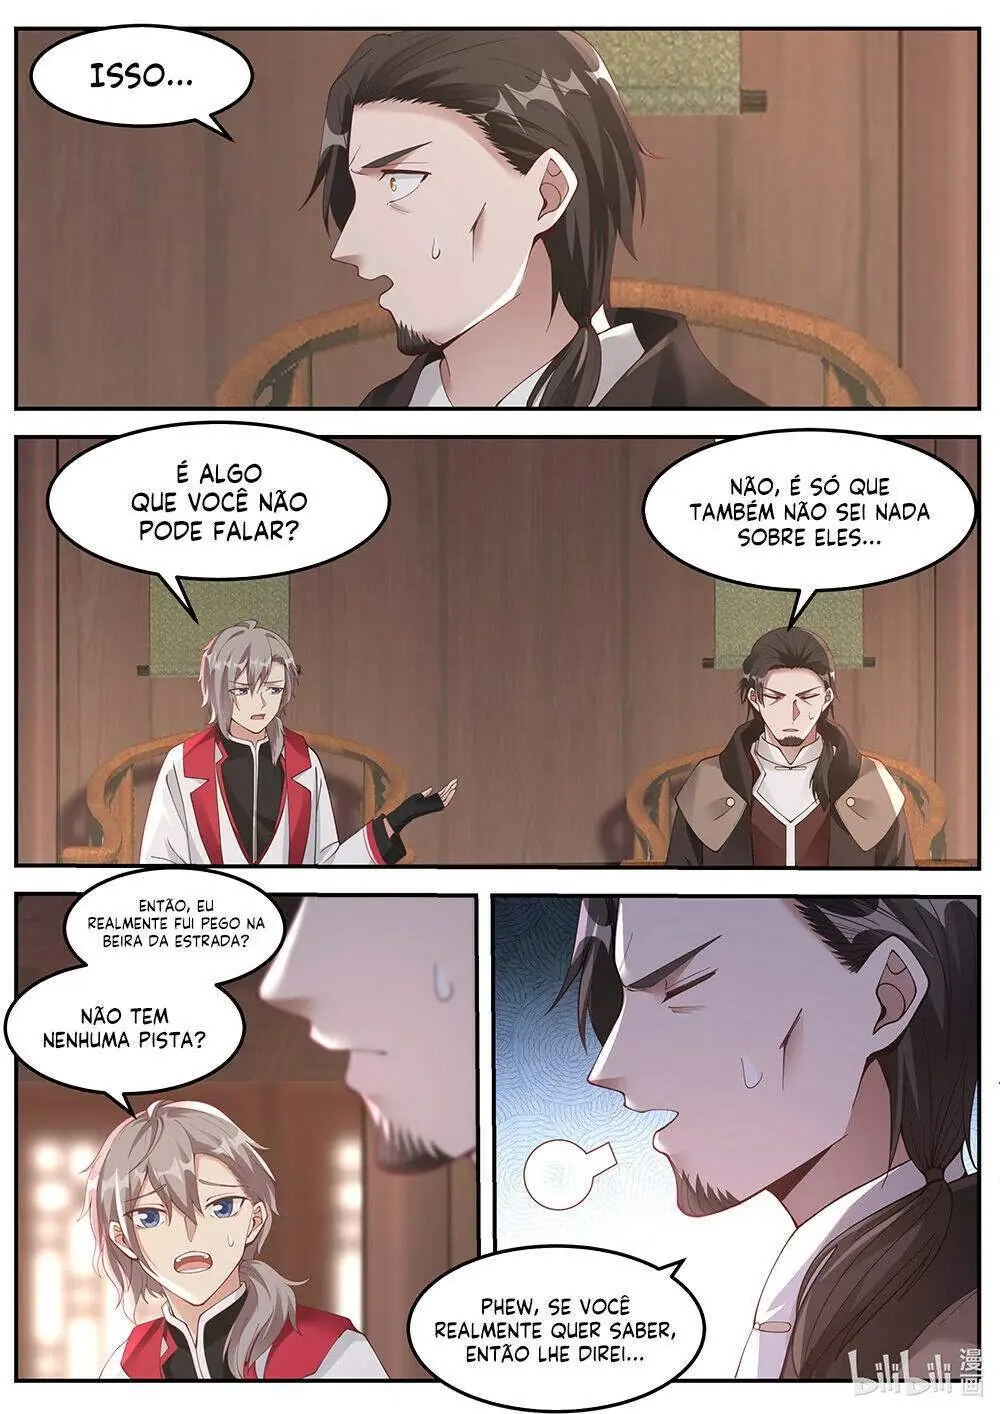 ISSO...
É ALGO
QUE VOCÊ NÃO
PODE FALAR?
NÃO, É SÓ QUE
TAMBÉM NÃO SEI NADA
SOBRE ELES...
ENTÃO, EU
REALMENTE FUI PEGO NA
BEIRA DA ESTRADA?
NÃO TEM
NENHUMA PISTA?
PHEW, SE VOCÊ
REALMENTE QUER SABER,
ENTÃO LHE DIREI...
bilibili 漫画